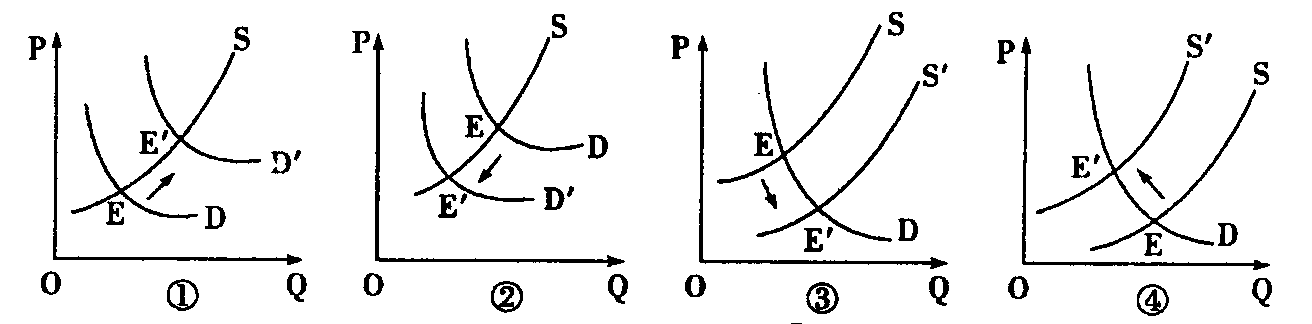 P S E' D' E D O Q ①
P S E D E' D' O Q ②
P S S' E E' D O Q ③
P S' S E' E D O Q ④